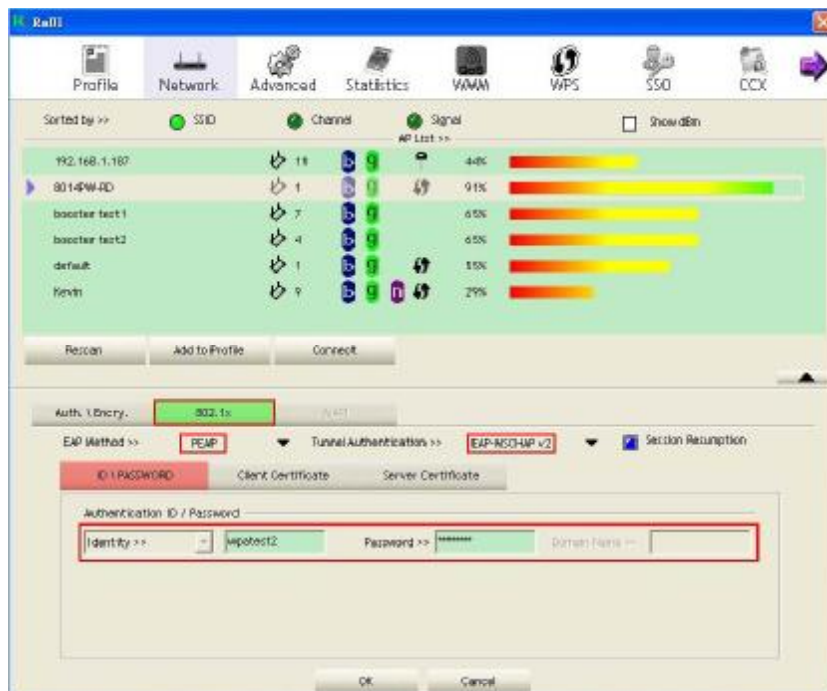 RaUI
Profile Network Advanced Statistics WMM WPS SSO CCX
Sorted by >> SSID Channel Signal Show dBm
AP List >>
192.168.1.187 b g 44%
8014PW-RD 1 b g 91%
booster test1 7 b g 65%
booster test2 4 b g 65%
default 1 b g 55%
Kevin 9 b g n 29%
Rescan Add to Profile Connect
Auth. \ Encry. 802.1x
EAP Method >> PEAP Tunnel Authentication >> EAP-MSCHAP v2 Session Resumption
ID \ PASSWORD Client Certificate Server Certificate
Authentication ID / Password
Identity >> wpatest2 Password >> ******** Domain Name >>
OK Cancel